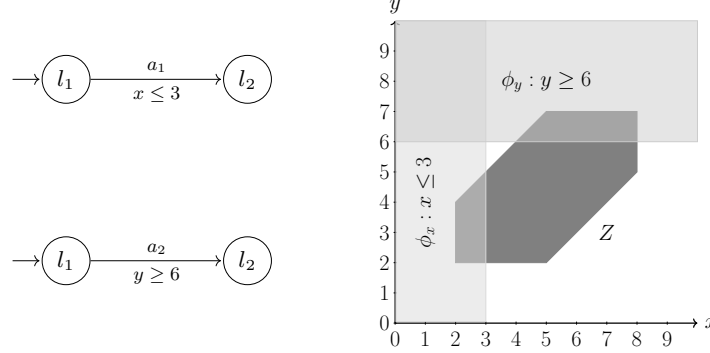 l₁
a₁
x ≤ 3
l₂
l₁
a₂
y ≥ 6
l₂
y
9
8
7
6
5
4
3
2
1
0
ϕy : y ≥ 6
ϕx : x ≤ 3
Z
0 1 2 3 4 5 6 7 8 9
x